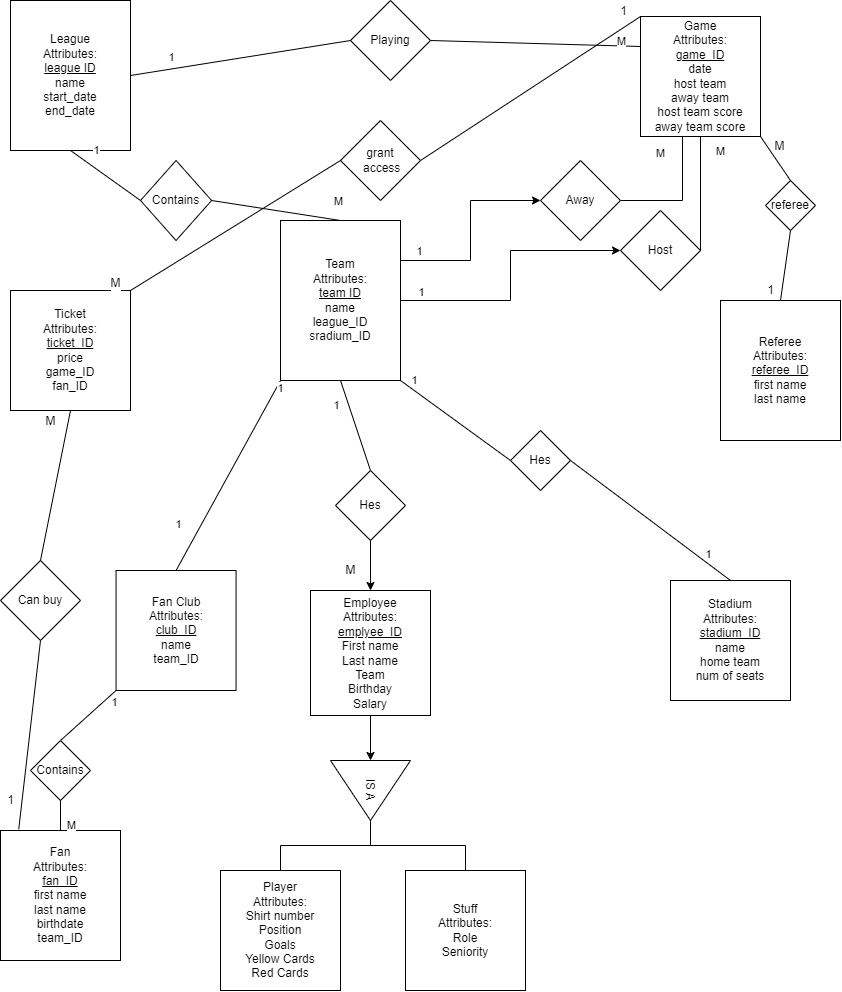 League
Attributes:
league ID
name
start_date
end_date
1
Playing
M
1
Game
Attributes:
game_ID
date
host team
away team
host team score
away team score
1
Contains
M
grant
access
M
M
M
M
referee
1
Away
1
Host
1
Team
Attributes:
team ID
name
league_ID
sradium_ID
Ticket
Attributes:
ticket_ID
price
game_ID
fan_ID
Referee
Attributes:
referee_ID
first name
last name
M
1
1
1
Hes
Hes
1
M
1
Can buy
Fan Club
Attributes:
club_ID
name
team_ID
Employee
Attributes:
emplyee_ID
First name
Last name
Team
Birthday
Salary
Stadium
Attributes:
stadium_ID
name
home team
num of seats
1
Contains
1
M
IS A
Fan
Attributes:
fan_ID
first name
last name
birthdate
team_ID
Player
Attributes:
Shirt number
Position
Goals
Yellow Cards
Red Cards
Stuff
Attributes:
Role
Seniority